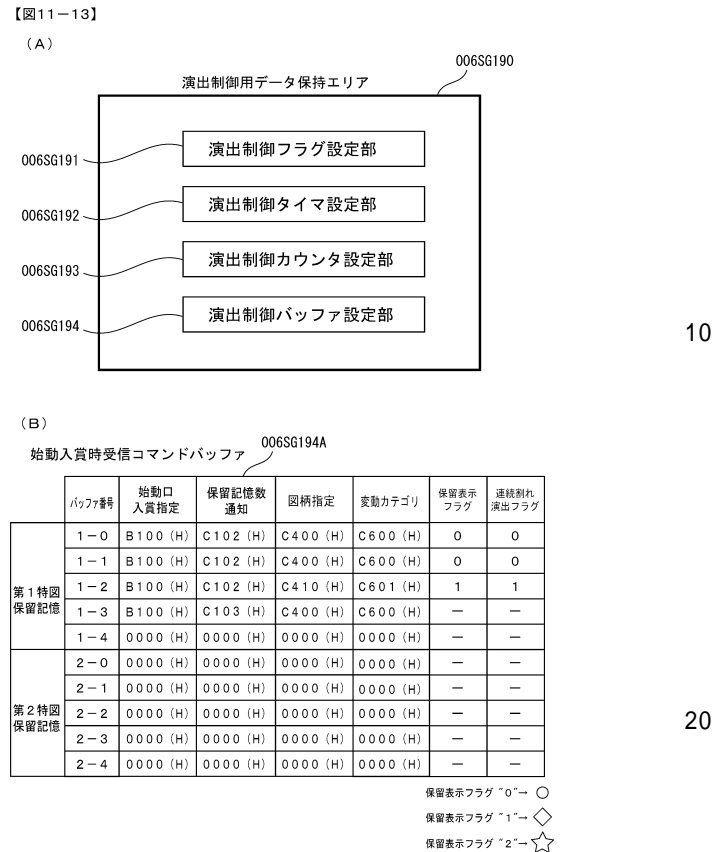 【図11-13】
(A)
006SG190
演出制御用データ保持エリア
006SG191
演出制御フラグ設定部
006SG192
演出制御タイマ設定部
006SG193
演出制御カウンタ設定部
006SG194
演出制御バッファ設定部
10
(B)
006SG194A
始動入賞時受信コマンドバッファ
バッファ番号 始動口入賞指定 保留記憶数通知 図柄指定 変動カテゴリ 保留表示フラグ 連続割れ演出フラグ
第1特図保留記憶
1-0 B100(H) C102(H) C400(H) C600(H) 0 0
1-1 B100(H) C102(H) C400(H) C600(H) 0 0
1-2 B100(H) C102(H) C410(H) C601(H) 1 1
1-3 B100(H) C103(H) C400(H) C600(H) - -
1-4 0000(H) 0000(H) 0000(H) 0000(H) - -
第2特図保留記憶
2-0 0000(H) 0000(H) 0000(H) 0000(H) - -
2-1 0000(H) 0000(H) 0000(H) 0000(H) - -
2-2 0000(H) 0000(H) 0000(H) 0000(H) - -
2-3 0000(H) 0000(H) 0000(H) 0000(H) - -
2-4 0000(H) 0000(H) 0000(H) 0000(H) - -
20
保留表示フラグ "0"→ ○
保留表示フラグ "1"→ ◇
保留表示フラグ "2"→ ☆